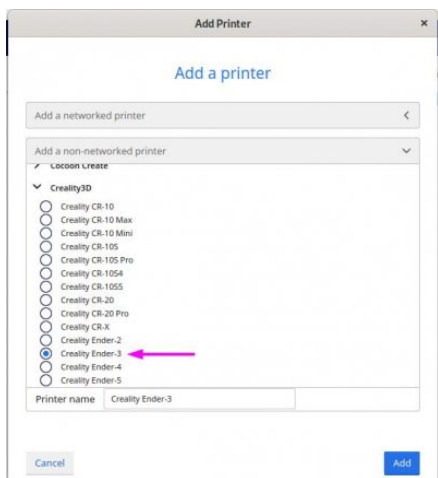 Add Printer
Add a printer
Add a networked printer
Add a non-networked printer
Cocoon Create
Creality3D
Creality CR-10
Creality CR-10 Max
Creality CR-10 Mini
Creality CR-10S
Creality CR-10S Pro
Creality CR-10S4
Creality CR-10S5
Creality CR-20
Creality CR-20 Pro
Creality CR-X
Creality Ender-2
Creality Ender-3
Creality Ender-4
Creality Ender-5
Printer name Creality Ender-3
Cancel Add